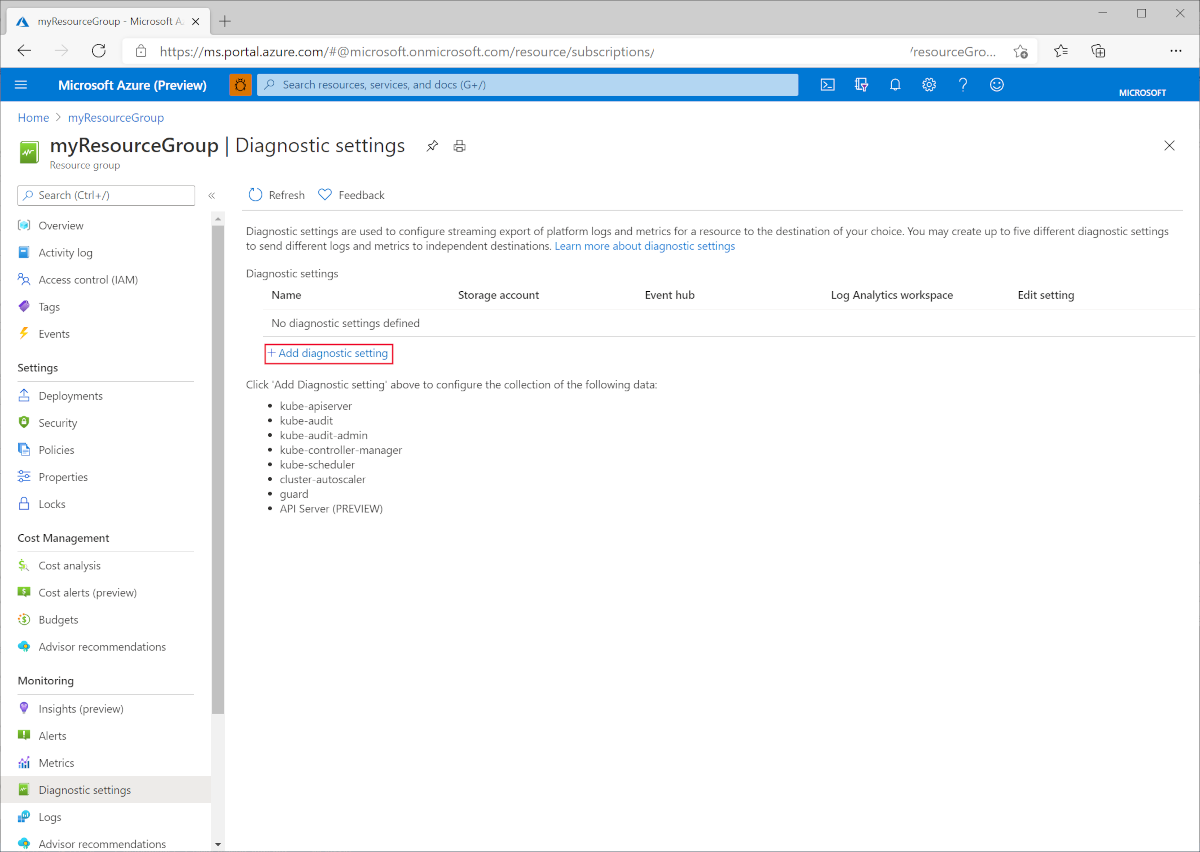 myResourceGroup - Microsoft A
https://ms.portal.azure.com/#@microsoft.onmicrosoft.com/resource/subscriptions/ /resourceGro...
Microsoft Azure (Preview)
Search resources, services, and docs (G+/)
MICROSOFT
Home > myResourceGroup
myResourceGroup | Diagnostic settings
Resource group
Search (Ctrl+/)
«
Overview
Activity log
Access control (IAM)
Tags
Events
Settings
Deployments
Security
Policies
Properties
Locks
Cost Management
Cost analysis
Cost alerts (preview)
Budgets
Advisor recommendations
Monitoring
Insights (preview)
Alerts
Metrics
Diagnostic settings
Logs
Advisor recommendations
Refresh Feedback
Diagnostic settings are used to configure streaming export of platform logs and metrics for a resource to the destination of your choice. You may create up to five different diagnostic settings
to send different logs and metrics to independent destinations. Learn more about diagnostic settings
Diagnostic settings
Name Storage account Event hub Log Analytics workspace Edit setting
No diagnostic settings defined
+ Add diagnostic setting
Click 'Add Diagnostic setting' above to configure the collection of the following data:
• kube-apiserver
• kube-audit
• kube-audit-admin
• kube-controller-manager
• kube-scheduler
• cluster-autoscaler
• guard
• API Server (PREVIEW)